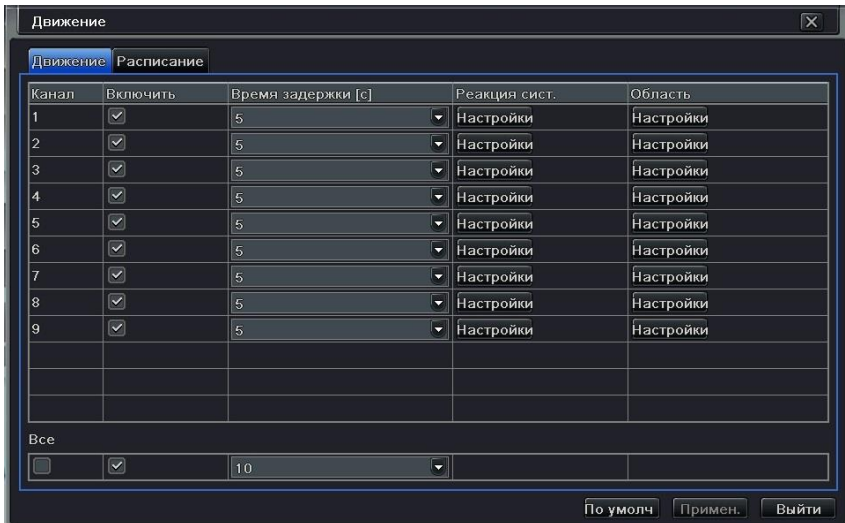 Движение
Движение Расписание
Канал Включить Время задержки [с] Реакция сист. Область
1 5 Настройки Настройки
2 5 Настройки Настройки
3 5 Настройки Настройки
4 5 Настройки Настройки
5 5 Настройки Настройки
6 5 Настройки Настройки
7 5 Настройки Настройки
8 5 Настройки Настройки
9 5 Настройки Настройки
Все
10
По умолч Примен. Выйти